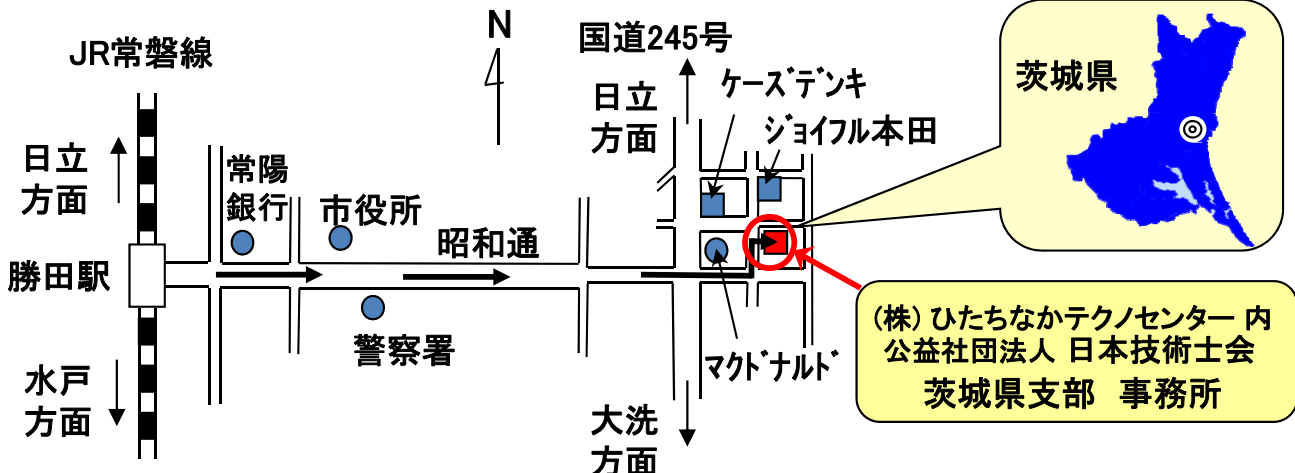 N
国道245号
JR常磐線
日立
方面
ケーズデンキ
ジョイフル本田
茨城県
日立
方面
常陽
銀行
市役所
昭和通
勝田駅
警察署
マクドナルド
水戸
方面
大洗
方面
(株) ひたちなかテクノセンター 内
公益社団法人 日本技術士会
茨城県支部 事務所